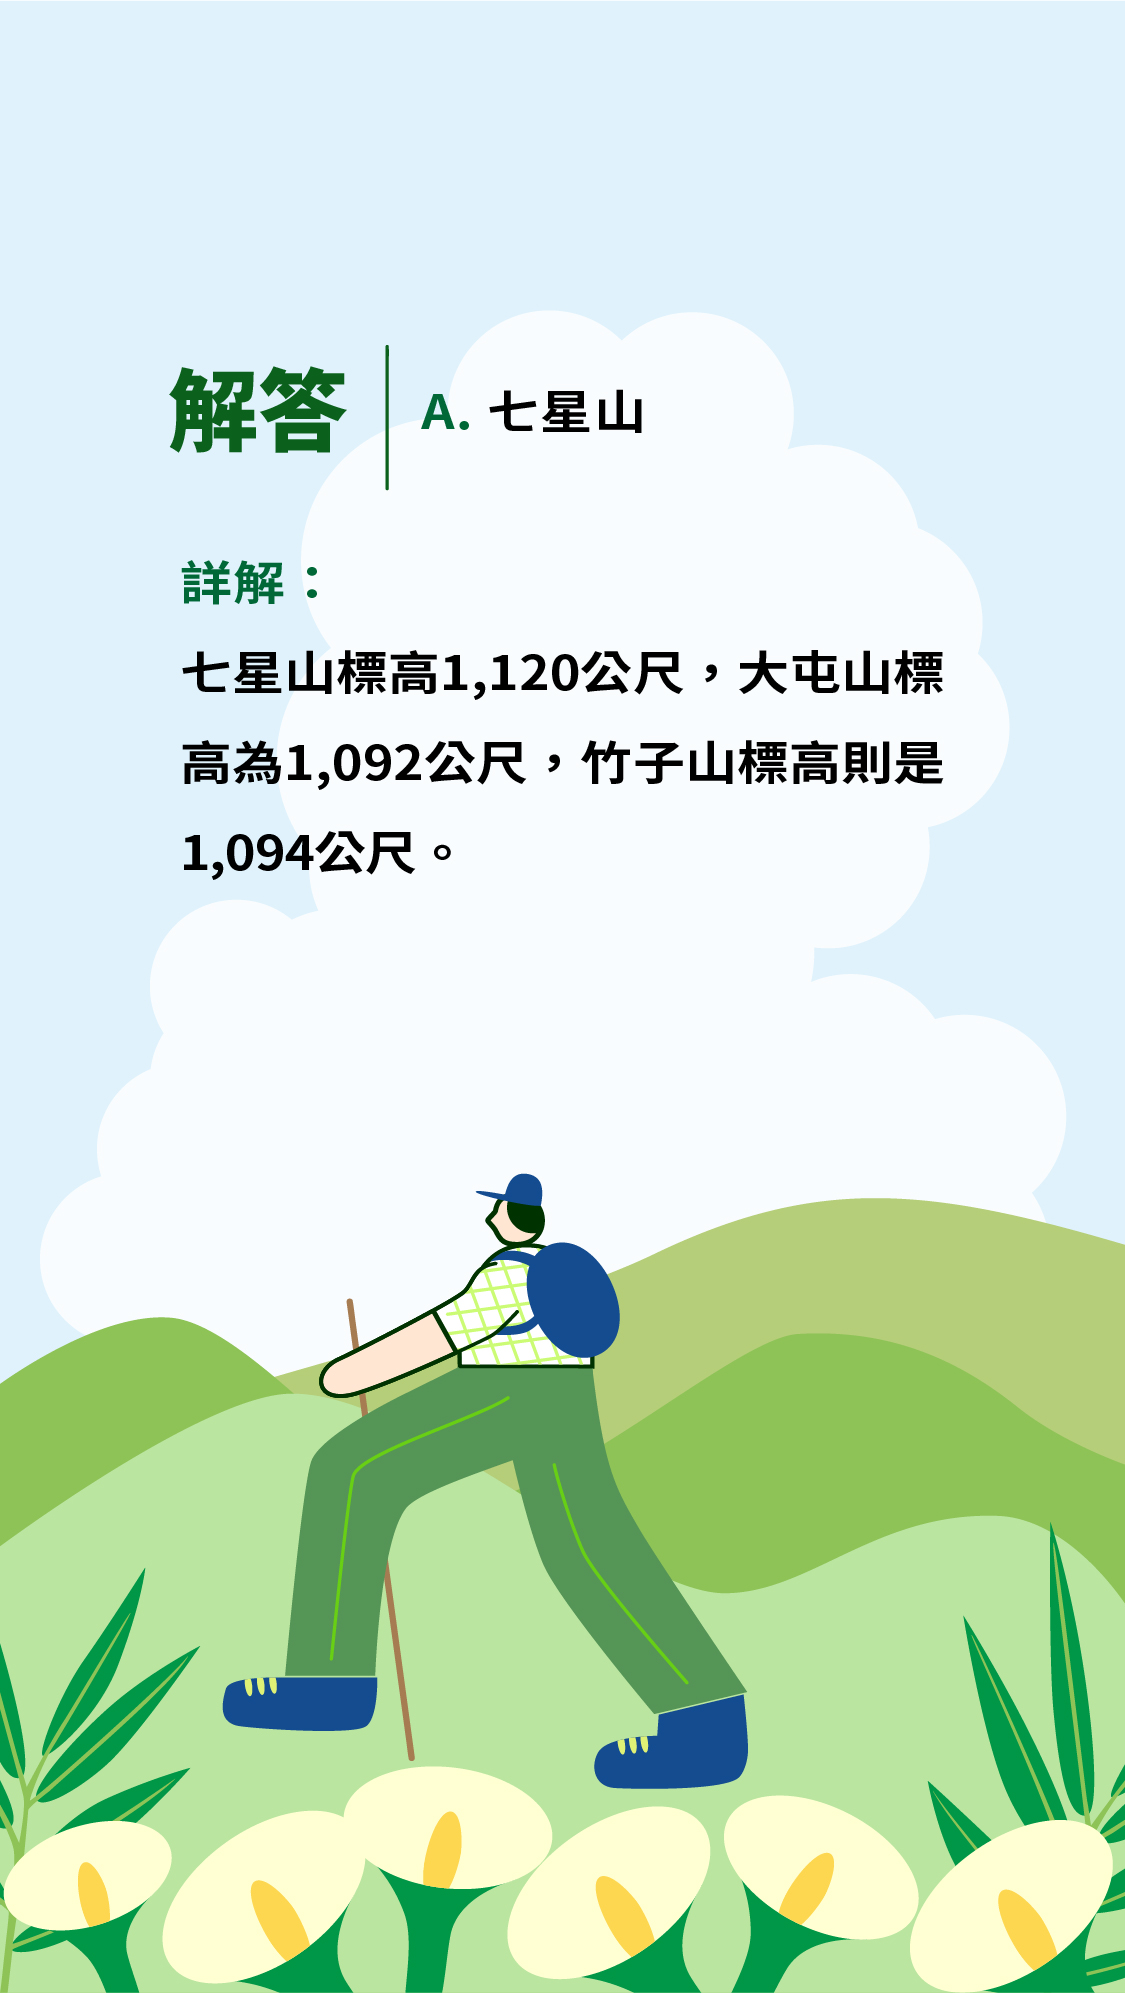 解答
A. 七星山
詳解：
七星山標高1,120公尺，大屯山標
高為1,092公尺，竹子山標高則是
1,094公尺。